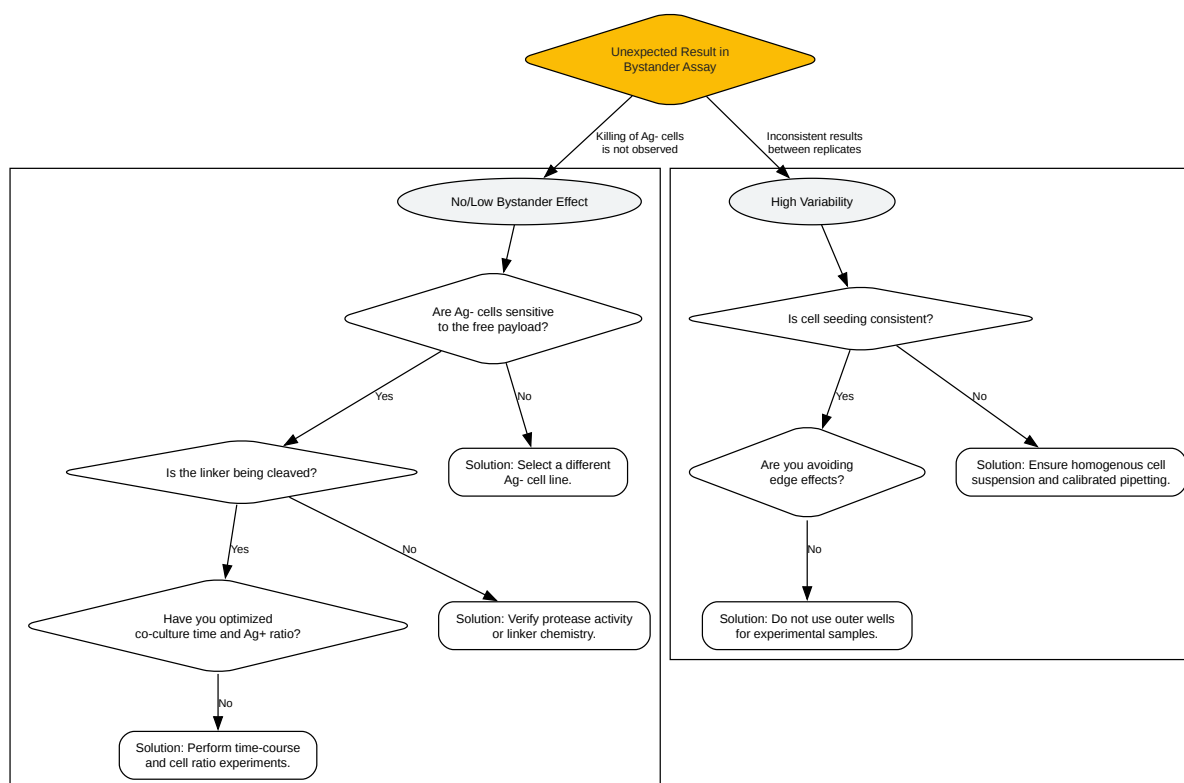 Unexpected Result in
Bystander Assay
Killing of Ag- cells
is not observed
Inconsistent results
between replicates
No/Low Bystander Effect
High Variability
Are Ag- cells sensitive
to the free payload?
Is cell seeding consistent?
Yes
No
Yes
No
Is the linker being cleaved?
Solution: Select a different
Ag- cell line.
Are you avoiding
edge effects?
Solution: Ensure homogenous cell
suspension and calibrated pipetting.
Yes
No
No
Have you optimized
co-culture time and Ag+ ratio?
Solution: Verify protease activity
or linker chemistry.
Solution: Do not use outer wells
for experimental samples.
No
Solution: Perform time-course
and cell ratio experiments.